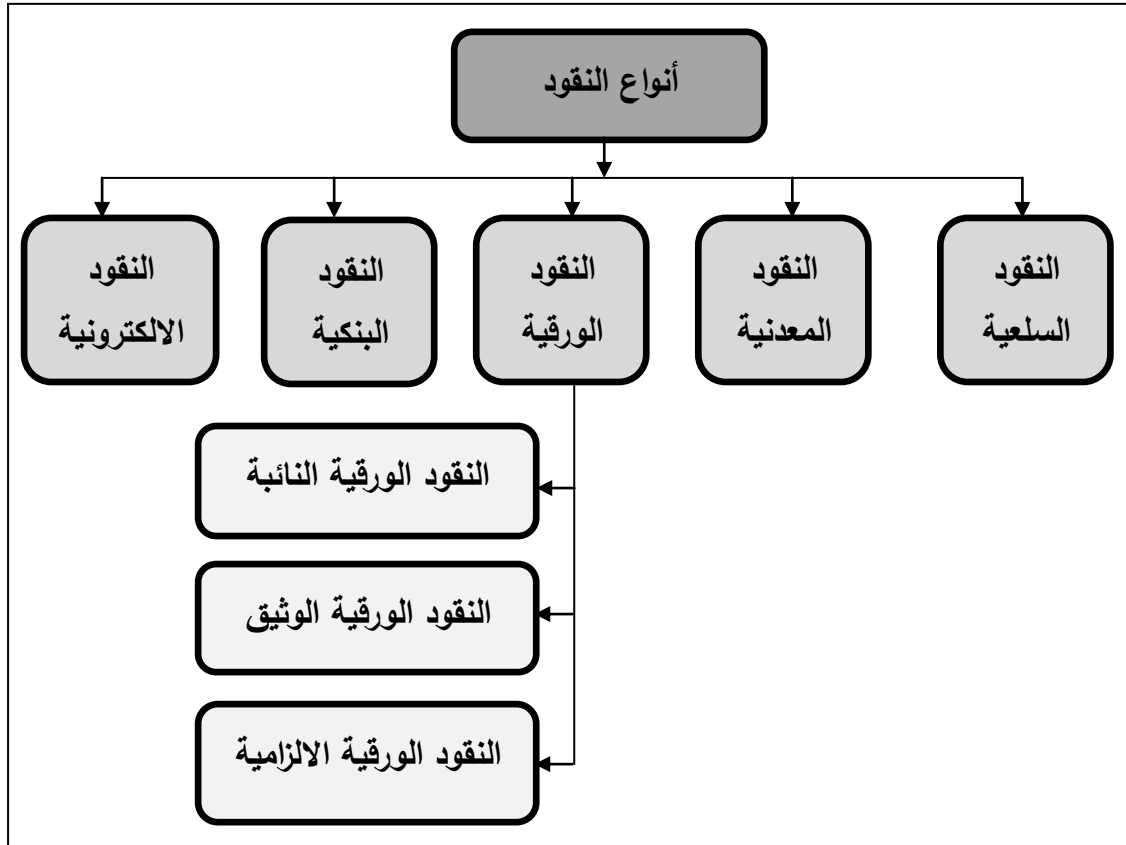 أنواع النقود
النقود
السلعية
النقود
المعدنية
النقود
الورقية
النقود
البنكية
النقود
الالكترونية
النقود الورقية النائبة
النقود الورقية الوثيق
النقود الورقية الالزامية